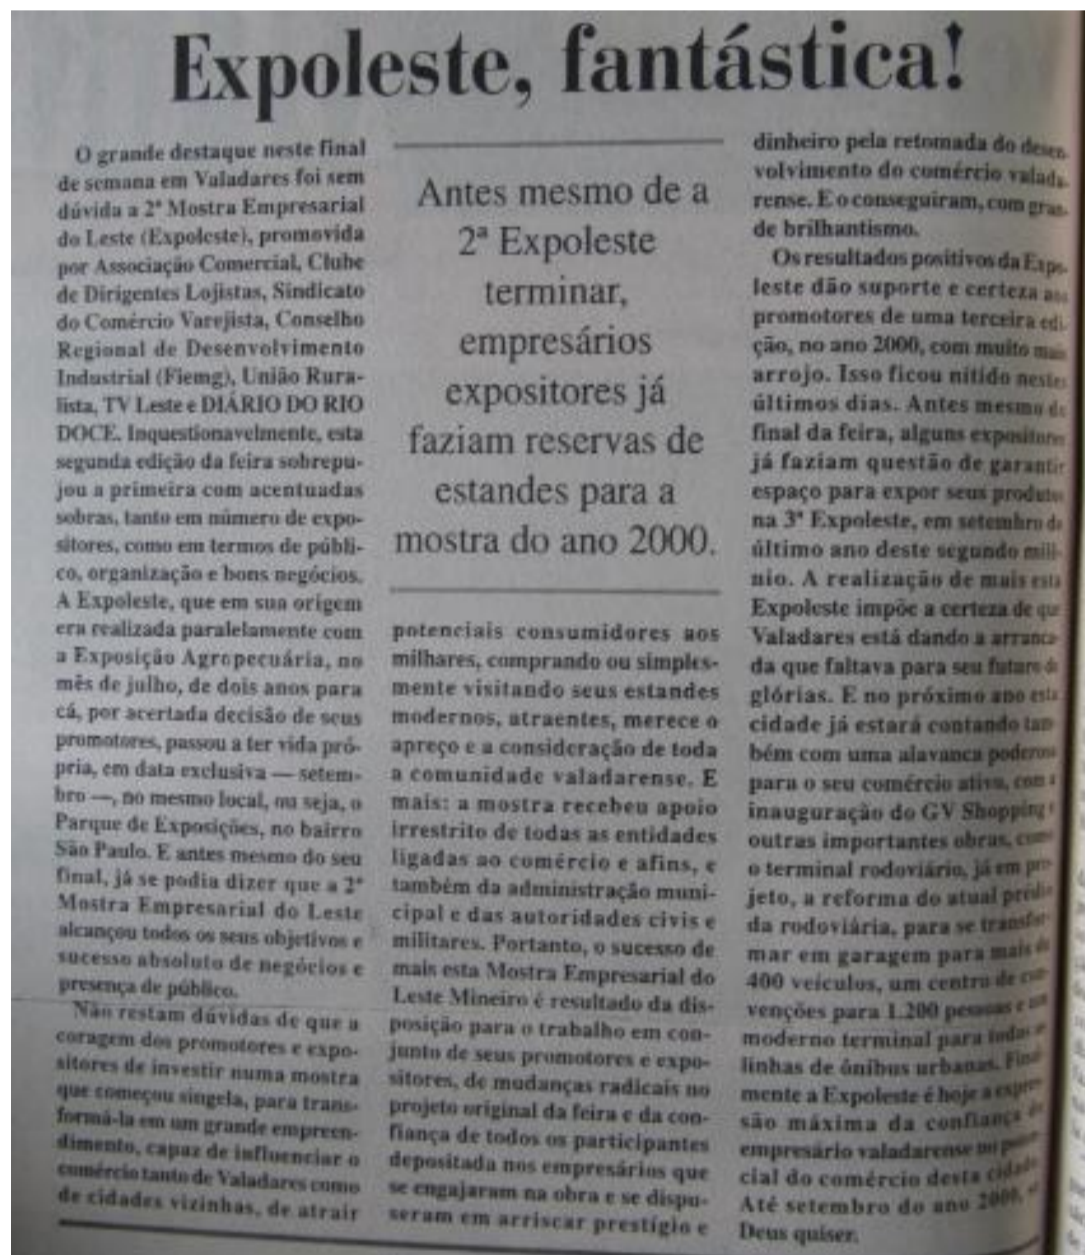 Expoleste, fantástica!
O grande destaque neste final
de semana em Valadares foi sem
dúvida a 2ª Mostra Empresarial
do Leste (Expoleste), promovida
por Associação Comercial, Clube
de Dirigentes Lojistas, Sindicato
do Comércio Varejista, Conselho
Regional de Desenvolvimento
Industrial (Fiemg), União Rura-
lista, TV Leste e DIÁRIO DO RIO
DOCE. Inquestionavelmente, esta
segunda edição da feira sobrepu-
jou a primeira com acentuadas
sobras, tanto em número de expo-
sitores, como em termos de públi-
co, organização e bons negócios.
A Expoleste, que em sua origem
era realizada paralelamente com
a Exposição Agropecuária, no
mês de julho, de dois anos para
cá, por acertada decisão de seus
promotores, passou a ter vida pró-
pria, em data exclusiva — setem-
bro —, no mesmo local, ou seja, o
Parque de Exposições, no bairro
São Paulo. E antes mesmo do seu
final, já se podia dizer que a 2ª
Mostra Empresarial do Leste
alcançou todos os seus objetivos e
sucesso absoluto de negócios e
presença de público.
Não restam dúvidas de que a
coragem dos promotores e expo-
sitores de investir numa mostra
que começou singela, para trans-
formá-la em um grande empreen-
dimento, capaz de influenciar o
comércio tanto de Valadares como
de cidades vizinhas, de atrair
Antes mesmo de a
2ª Expoleste
terminar,
empresários
expositores já
faziam reservas de
estandes para a
mostra do ano 2000.
potenciais consumidores aos
milhares, comprando ou simples-
mente visitando seus estandes
modernos, atraentes, merece o
apreço e a consideração de toda
a comunidade valadarense. E
mais: a mostra recebeu apoio
irrestrito de todas as entidades
ligadas ao comércio e afins, e
também da administração muni-
cipal e das autoridades civis e
militares. Portanto, o sucesso de
mais esta Mostra Empresarial do
Leste Mineiro é resultado da dis-
posição para o trabalho em con-
junto de seus promotores e expo-
sitores, de mudanças radicais no
projeto original da feira e da con-
fiança de todos os participantes
depositada nos empresários que
se engajaram na obra e se dispu-
seram em arriscar prestígio e
dinheiro pela retomada do desen-
volvimento do comércio valada-
rense. E o conseguiram, com gran-
de brilhantismo.
Os resultados positivos da Expo-
leste dão suporte e certeza aos
promotores de uma terceira edi-
ção, no ano 2000, com muito mais
arrojo. Isso ficou nítido nestes
últimos dias. Antes mesmo do
final da feira, alguns expositores
já faziam questão de garantir
espaço para expor seus produtos
na 3ª Expoleste, em setembro do
último ano deste segundo milê-
nio. A realização de mais esta
Expoleste impõe a certeza de que
Valadares está dando a arranca-
da que faltava para seu futuro de
glórias. E no próximo ano esta
cidade já estará contando tam-
bém com uma alavanca poderosa
para o seu comércio ativo, com a
inauguração do GV Shopping e
outras importantes obras, como
o terminal rodoviário, já em pro-
jeto, a reforma do atual prédio
da rodoviária, para se transfor-
mar em garagem para mais de
400 veículos, um centro de con-
venções para 1.200 pessoas e um
moderno terminal para todas as
linhas de ônibus urbanas. Final-
mente a Expoleste é hoje a expres-
são máxima da confiança do
empresário valadarense no poten-
cial do comércio desta cidade.
Até setembro do ano 2000, se
Deus quiser.